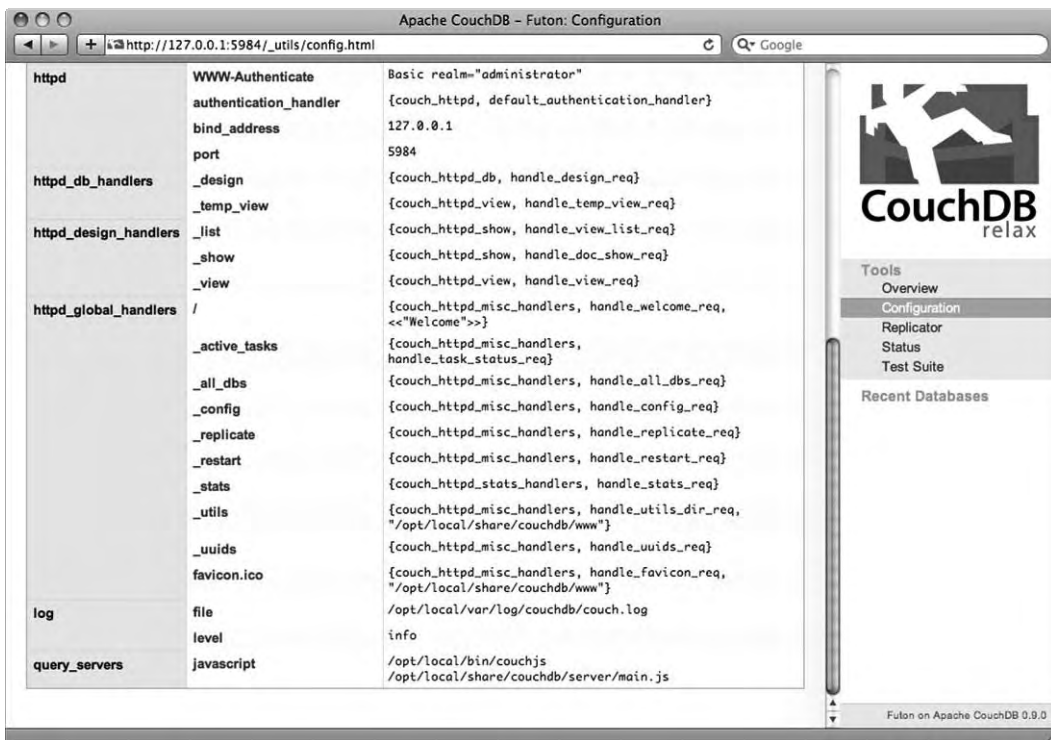 Apache CouchDB – Futon: Configuration
http://127.0.0.1:5984/_utils/config.html
Google
httpd WWW-Authenticate Basic realm="administrator"
authentication_handler {couch_httpd, default_authentication_handler}
bind_address 127.0.0.1
port 5984
httpd_db_handlers _design {couch_httpd_db, handle_design_req}
_temp_view {couch_httpd_view, handle_temp_view_req}
httpd_design_handlers _list {couch_httpd_show, handle_view_list_req}
_show {couch_httpd_show, handle_doc_show_req}
_view {couch_httpd_view, handle_view_req}
httpd_global_handlers / {couch_httpd_misc_handlers, handle_welcome_req,
<<"Welcome">>}
_active_tasks {couch_httpd_misc_handlers,
handle_task_status_req}
_all_dbs {couch_httpd_misc_handlers, handle_all_dbs_req}
_config {couch_httpd_misc_handlers, handle_config_req}
_replicate {couch_httpd_misc_handlers, handle_replicate_req}
_restart {couch_httpd_misc_handlers, handle_restart_req}
_stats {couch_httpd_stats_handlers, handle_stats_req}
_utils {couch_httpd_misc_handlers, handle_utils_dir_req,
"/opt/local/share/couchdb/www"}
_uuids {couch_httpd_misc_handlers, handle_uuids_req}
favicon.ico {couch_httpd_misc_handlers, handle_favicon_req,
"/opt/local/share/couchdb/www"}
log file /opt/local/var/log/couchdb/couch.log
level info
query_servers javascript /opt/local/bin/couchjs
/opt/local/share/couchdb/server/main.js
CouchDB
relax
Tools
Overview
Configuration
Replicator
Status
Test Suite
Recent Databases
Futon on Apache CouchDB 0.9.0